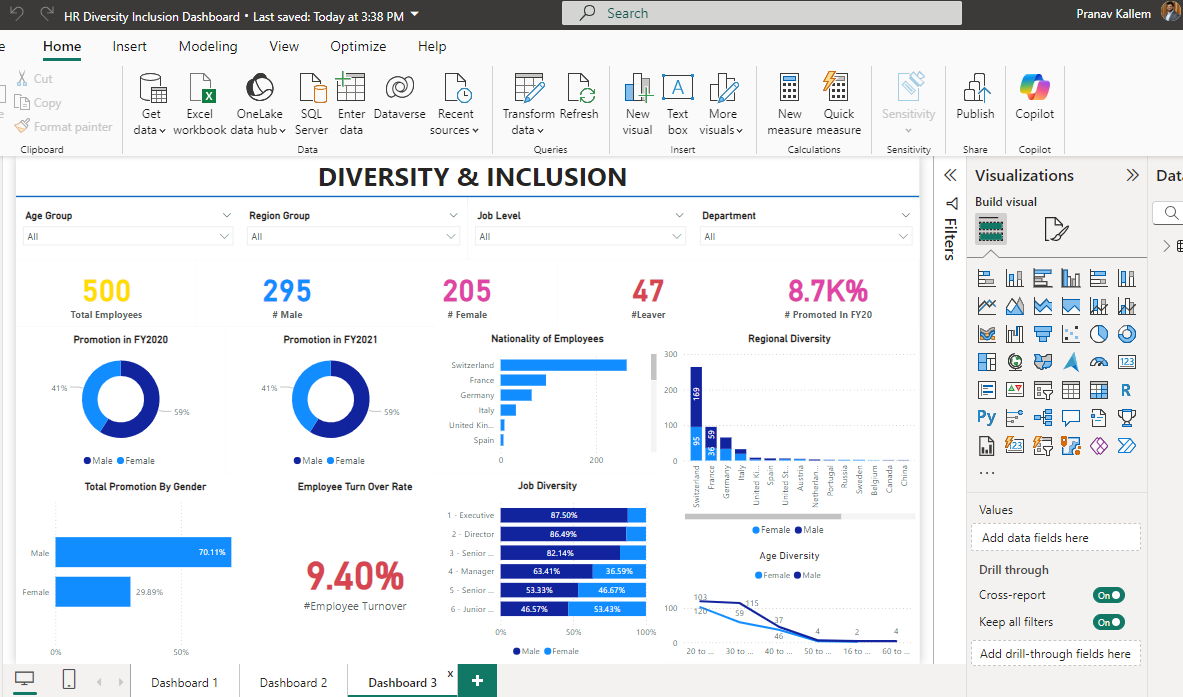 HR Diversity Inclusion Dashboard • Last saved: Today at 3:38 PM
Search
Pranav Kallem
Home Insert Modeling View Optimize Help
Cut
Copy
Format painter
Get data
Excel workbook
OneLake data hub
SQL Server
Enter data
Dataverse
Recent sources
Transform data
Refresh
New visual
Text box
More visuals
New measure
Quick measure
Sensitivity
Publish
Copilot
Clipboard Data Queries Insert Calculations Sensitivity Share Copilot
DIVERSITY & INCLUSION
Age Group Region Group Job Level Department
All All All All
500 295 205 47 8.7K%
Total Employees # Male # Female #Leaver # Promoted In FY20
Promotion in FY2020
41%
59%
Male Female
Promotion in FY2021
41%
59%
Male Female
Nationality of Employees
Switzerland
France
Germany
Italy
United Kin...
Spain
0 200
Regional Diversity
300
200
100
0
169
95
59
36
Switzerland
France
Germany
Italy
United Ki...
Spain
United St...
Austria
Netherlan...
Portugal
Russia
Sweden
Belgium
Canada
China
Female Male
Total Promotion By Gender
Male 70.11%
Female 29.89%
0% 50%
Employee Turn Over Rate
9.40%
#Employee Turnover
Job Diversity
1 - Executive 87.50%
2 - Director 86.49%
3 - Senior ... 82.14%
4 - Manager 63.41% 36.59%
5 - Senior ... 53.33% 46.67%
6 - Junior ... 46.57% 53.43%
0% 50% 100%
Male Female
Age Diversity
Female Male
100
0
103
120
115
59
37
46
4
2
4
20 to ... 30 to ... 40 to ... 50 to ... 16 to ... 60 to ...
Filters
Visualizations
Build visual
123
R
Py
123
...
Values
Add data fields here
Drill through
Cross-report On
Keep all filters On
Add drill-through fields here
Dashboard 1 Dashboard 2 Dashboard 3 x +